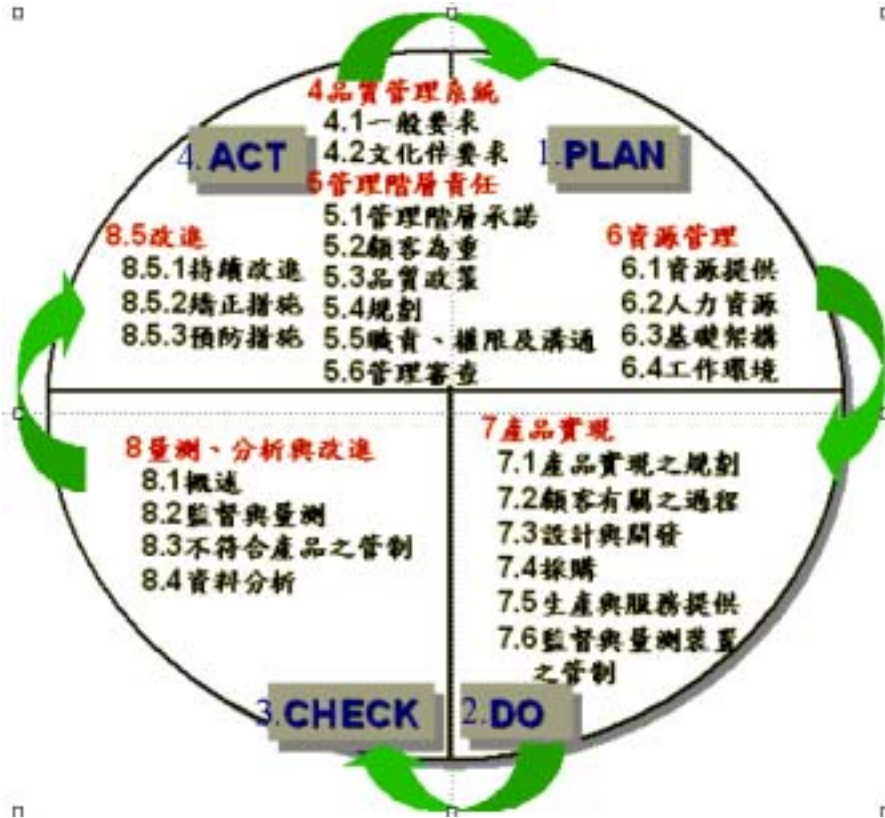 4品質管理系統
4.1一般要求
4.2文化件要求
4.ACT
1.PLAN
5管理階層責任
5.1管理階層承諾
5.2顧客為重
5.3品質政策
5.4規劃
5.5職責、權限及溝通
5.6管理審查
8.5改進
8.5.1持續改進
8.5.2矯正措施
8.5.3預防措施
6資源管理
6.1資源提供
6.2人力資源
6.3基礎架構
6.4工作環境
8量測、分析與改進
8.1概述
8.2監督與量測
8.3不符合產品之管制
8.4資料分析
7產品實現
7.1產品實現之規劃
7.2顧客有關之過程
7.3設計與開發
7.4採購
7.5生產與服務提供
7.6監督與量測裝置
之管制
3.CHECK
2.DO